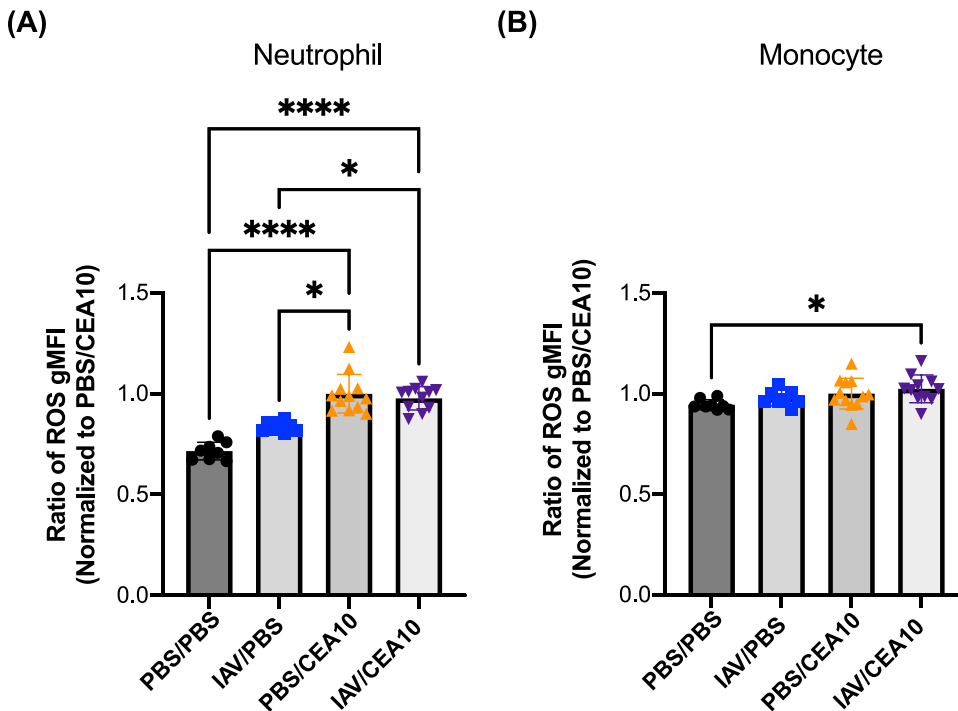 (A)
Neutrophil
****
*
****
*
Ratio of ROS gMFI
(Normalized to PBS/CEA10)
1.5
1.0
0.5
0.0
PBS/PBS
IAV/PBS
PBS/CEA10
IAV/CEA10
(B)
Monocyte
*
Ratio of ROS gMFI
(Normalized to PBS/CEA10)
1.5
1.0
0.5
0.0
PBS/PBS
IAV/PBS
PBS/CEA10
IAV/CEA10